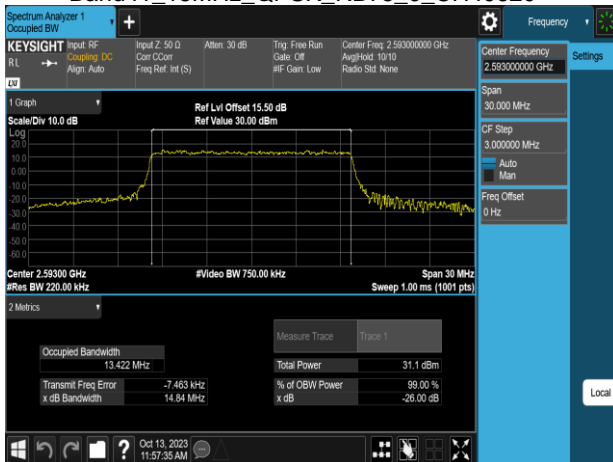 Spectrum Analyzer 1
Occupied BW
Frequency
KEYSIGHT
RL
LXI
Input: RF
Coupling: DC
Align: Auto
Input Z: 50 Ω
Corr CCorr
Freq Ref: Int (S)
Atten: 30 dB
Trig: Free Run
Gate: Off
#IF Gain: Low
Center Freq: 2.593000000 GHz
Avg|Hold: 10/10
Radio Std: None
Center Frequency
2.593000000 GHz
Settings
Span
30.000 MHz
CF Step
3.000000 MHz
Auto
Man
Freq Offset
0 Hz
Local
1 Graph
Scale/Div 10.0 dB
Ref Lvl Offset 15.50 dB
Ref Value 30.00 dBm
Log
20.0
10.0
0.00
-10.0
-20.0
-30.0
-40.0
-50.0
-60.0
Center 2.59300 GHz
#Video BW 750.00 kHz
Span 30 MHz
#Res BW 220.00 kHz
Sweep 1.00 ms (1001 pts)
2 Metrics
Measure Trace
Trace 1
Occupied Bandwidth
13.422 MHz
Total Power
31.1 dBm
Transmit Freq Error
-7.463 kHz
% of OBW Power
99.00 %
x dB Bandwidth
14.84 MHz
x dB
-26.00 dB
Oct 13, 2023
11:57:35 AM